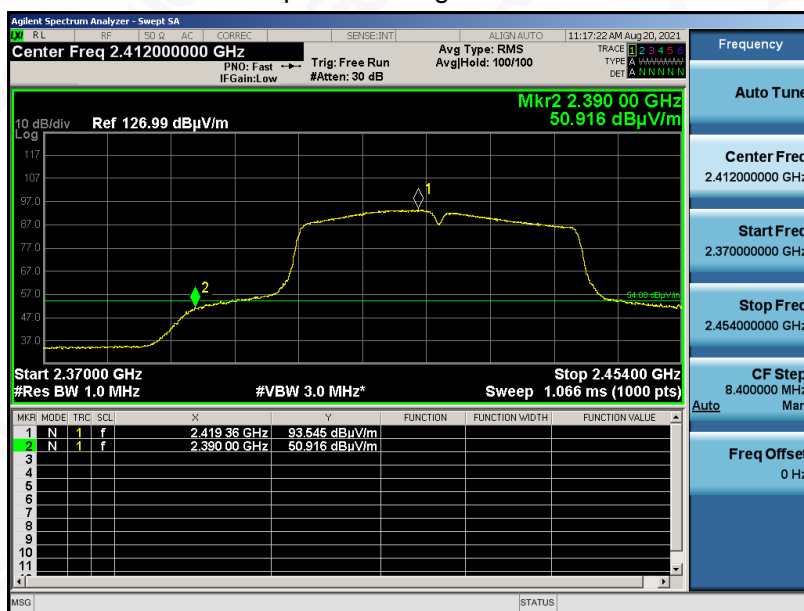 Agilent Spectrum Analyzer - Swept SA
LXI RL RF 50 Ω AC CORREC SENSE:INT ALIGN AUTO 11:17:22 AM Aug 20, 2021
Center Freq 2.412000000 GHz
PNO: Fast
IFGain:Low
Trig: Free Run
#Atten: 30 dB
Avg Type: RMS
Avg|Hold: 100/100
TRACE 1 2 3 4 5 6
TYPE A WWWWW
DET A N N N N N
Mkr2 2.390 00 GHz
50.916 dBµV/m
10 dB/div Ref 126.99 dBµV/m
Log
117
107
97.0
87.0
77.0
67.0
57.0
47.0
37.0
1
2
54.00 dBµV/m
Start 2.37000 GHz Stop 2.45400 GHz
#Res BW 1.0 MHz #VBW 3.0 MHz* Sweep 1.066 ms (1000 pts)
MKR MODE TRC SCL X Y FUNCTION FUNCTION WIDTH FUNCTION VALUE
1 N 1 f 2.419 36 GHz 93.545 dBµV/m
2 N 1 f 2.390 00 GHz 50.916 dBµV/m
3
4
5
6
7
8
9
10
11
MSG STATUS
Frequency
Auto Tune
Center Freq
2.412000000 GHz
Start Freq
2.370000000 GHz
Stop Freq
2.454000000 GHz
CF Step
8.400000 MHz
Auto Man
Freq Offset
0 Hz